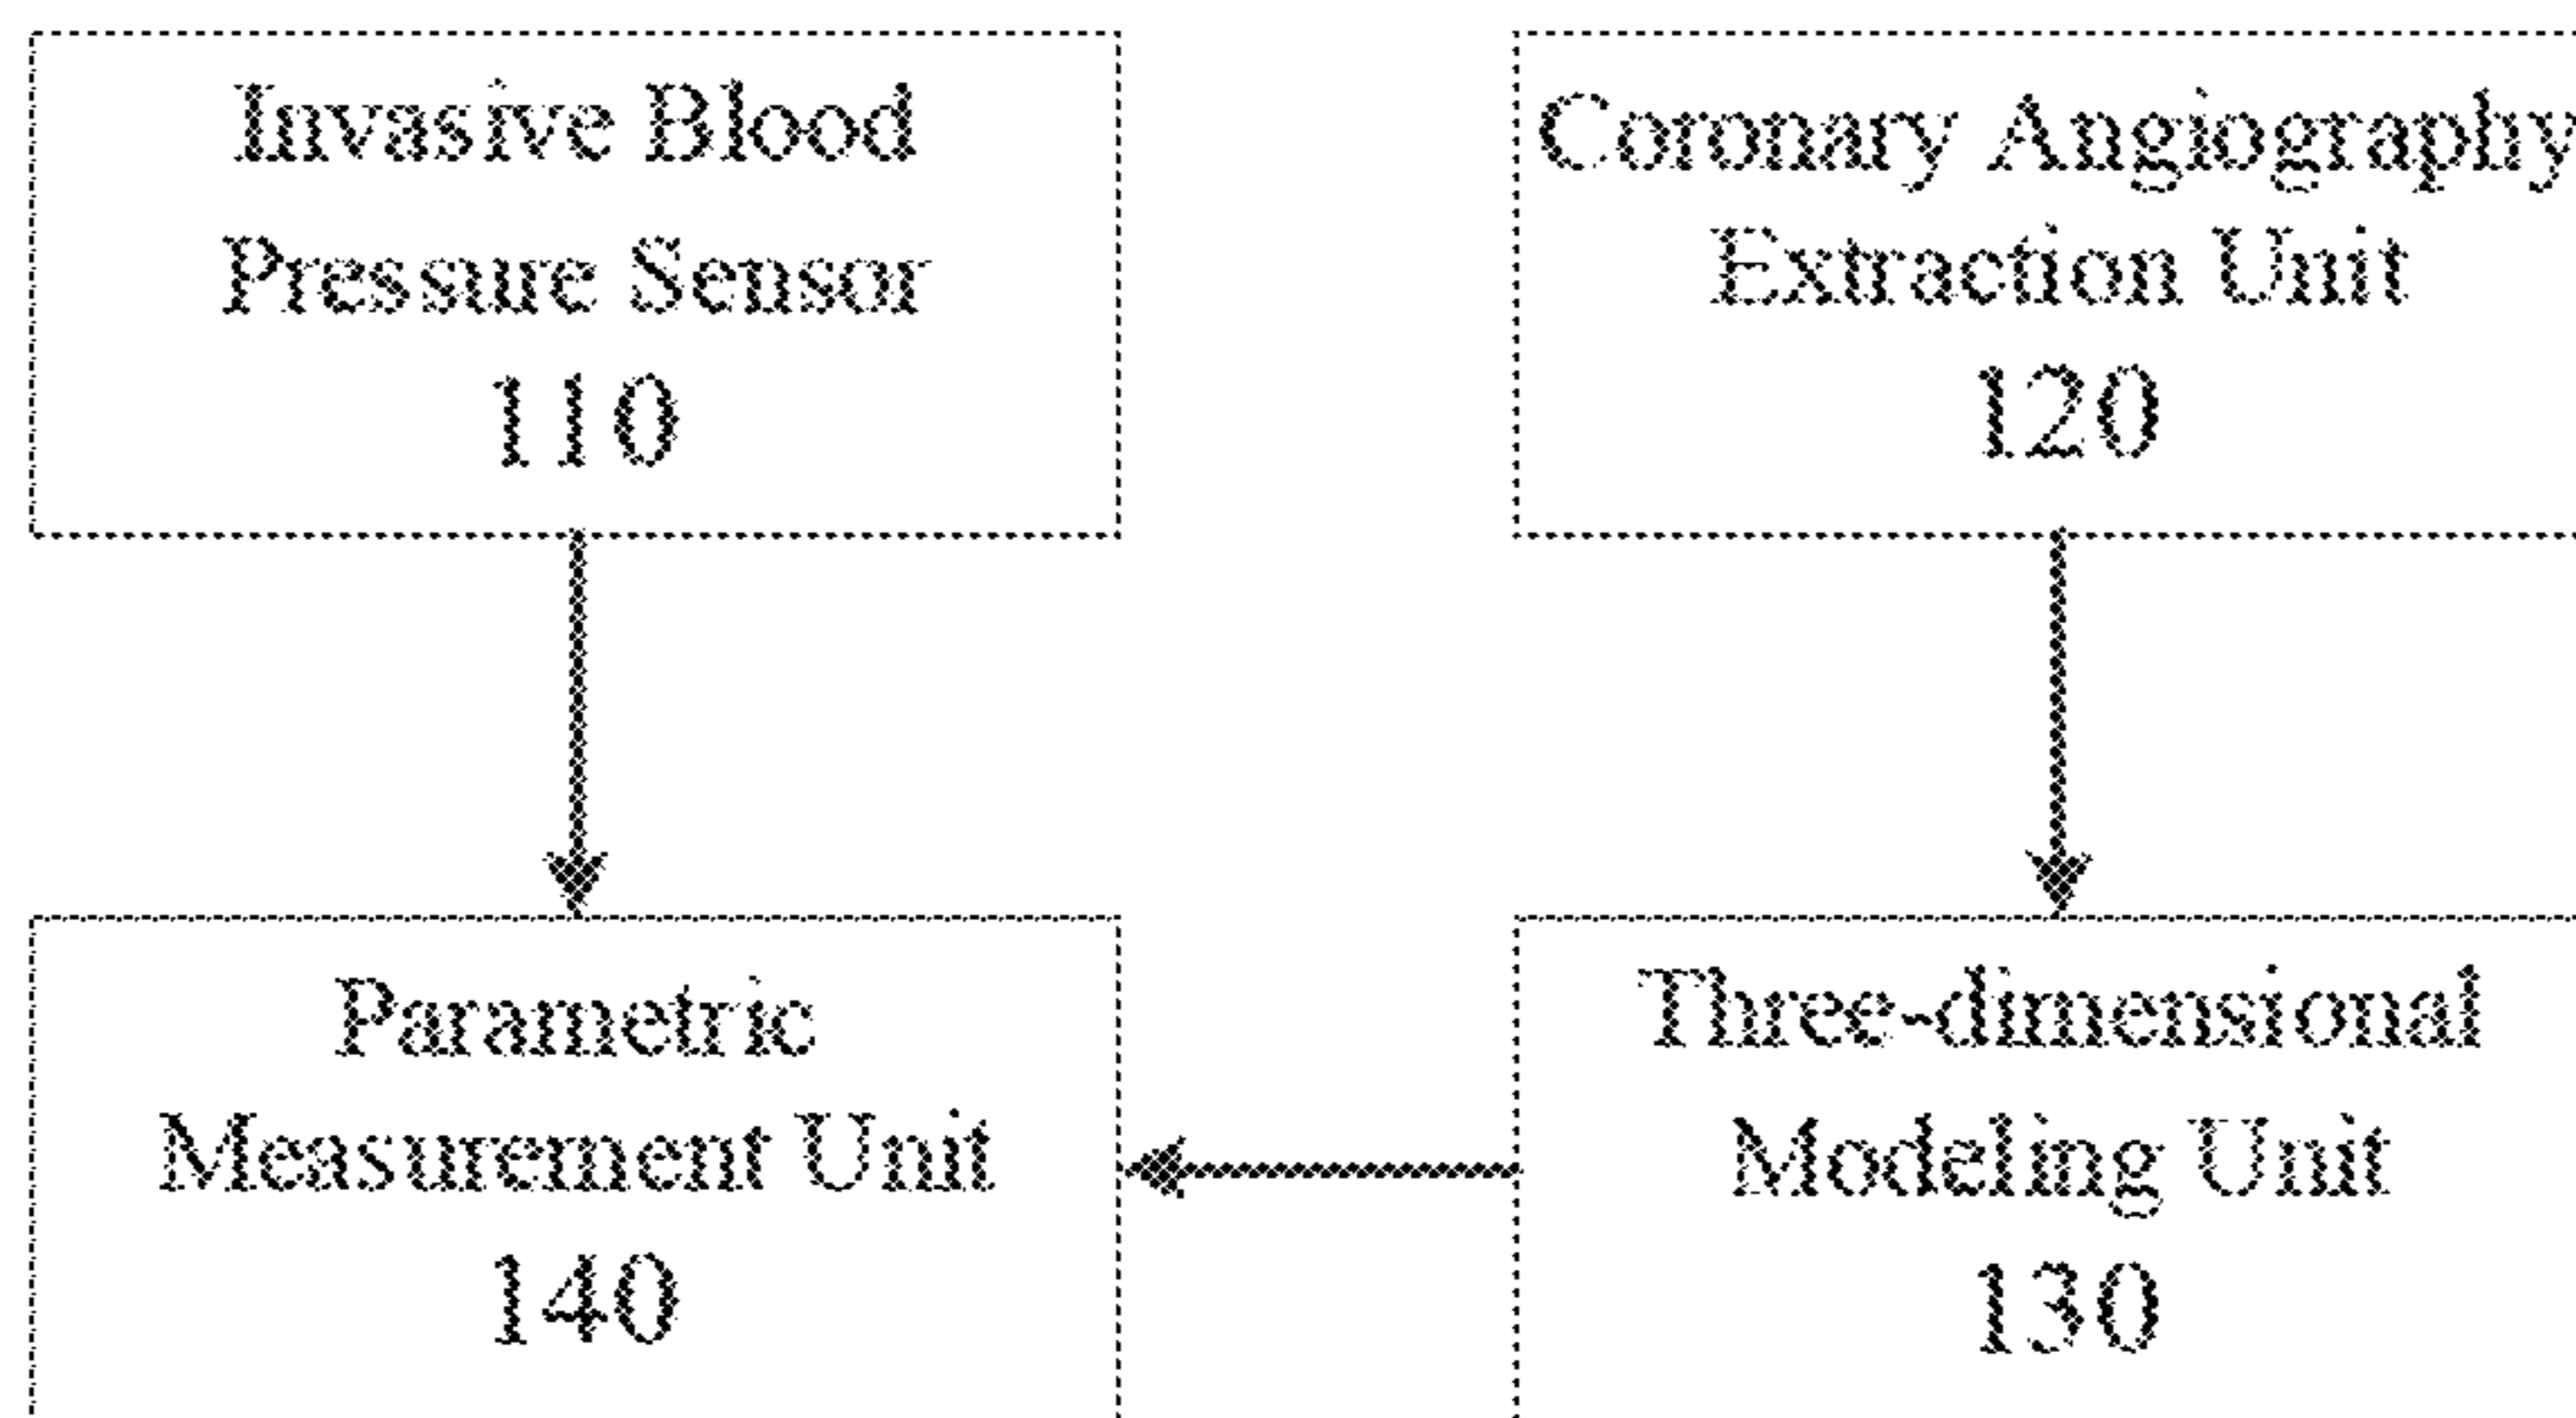 Invasive Blood
Pressure Sensor
110
Coronary Angiography
Extraction Unit
120
Parametric
Measurement Unit
140
Three-dimensional
Modeling Unit
130